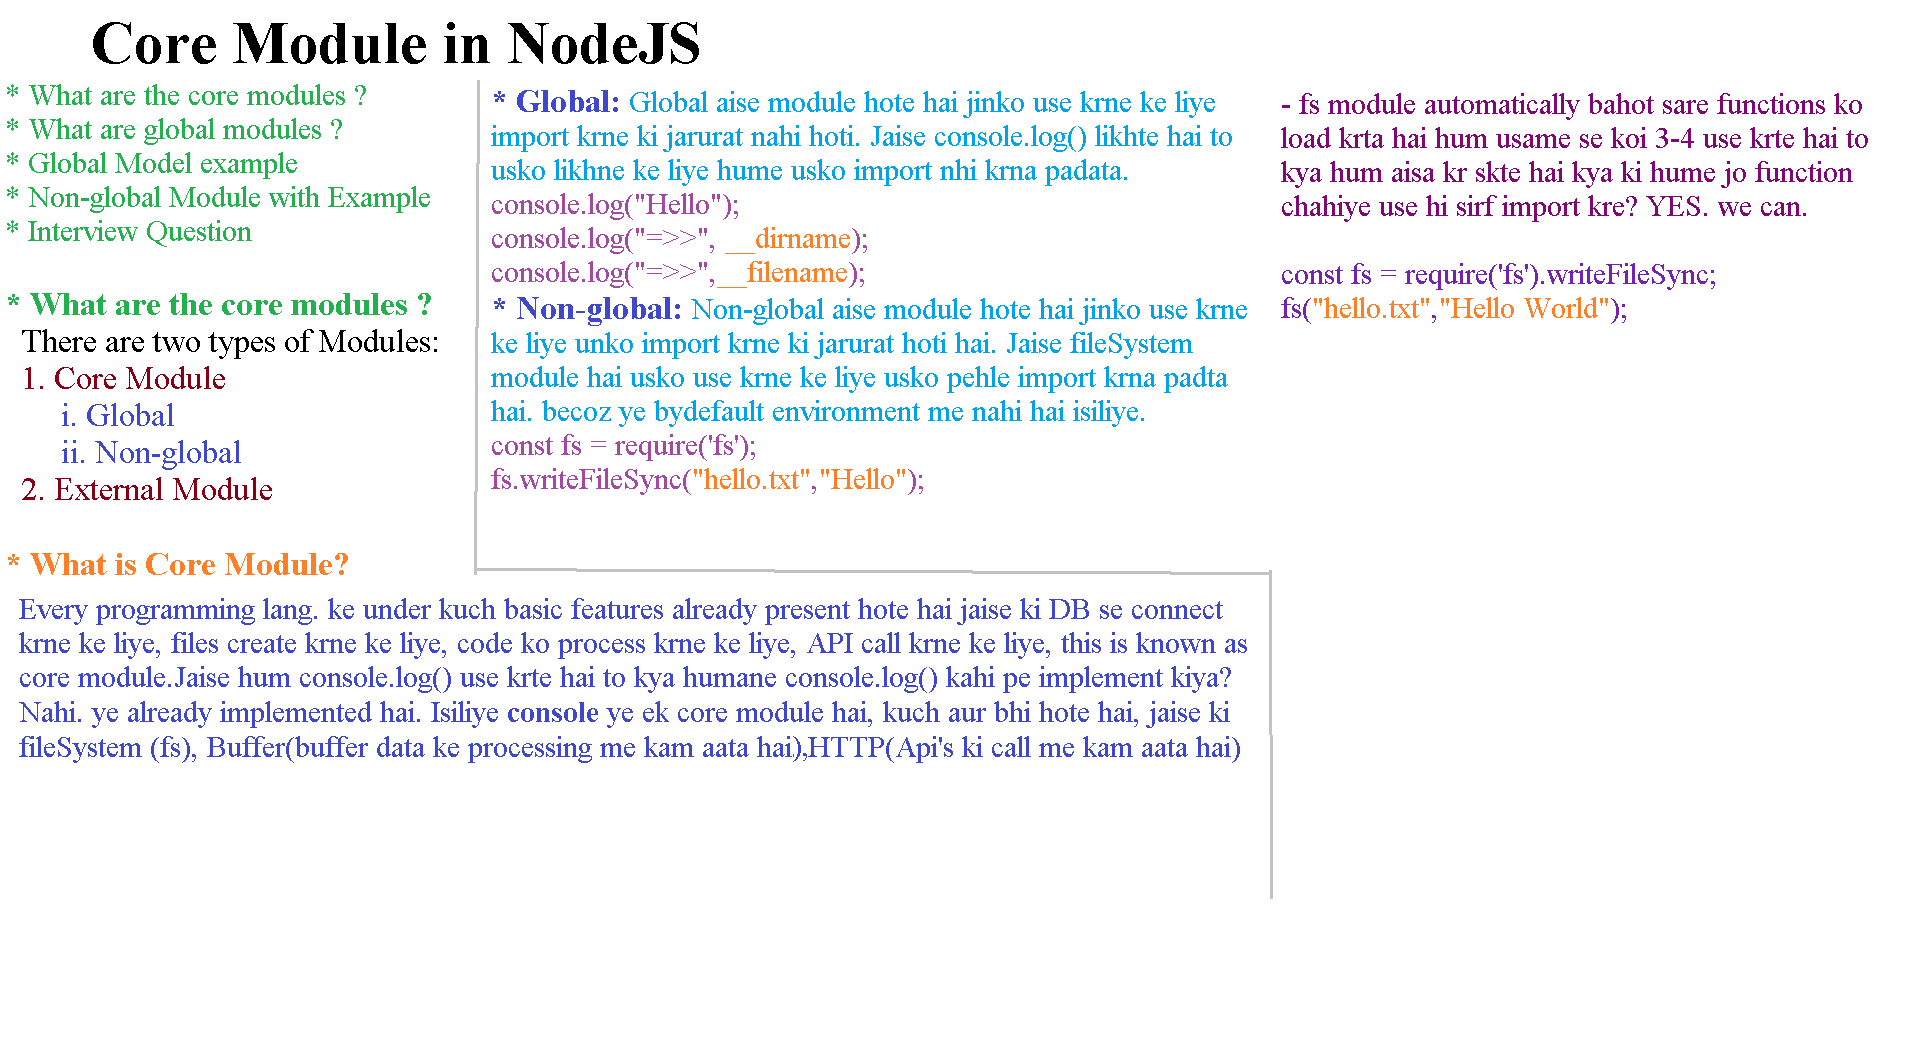 Core Module in NodeJS
* What are the core modules ?
* What are global modules ?
* Global Model example
* Non-global Module with Example
* Interview Question
* What are the core modules ?
There are two types of Modules:
1. Core Module
i. Global
ii. Non-global
2. External Module
* What is Core Module?
Every programming lang. ke under kuch basic features already present hote hai jaise ki DB se connect
krne ke liye, files create krne ke liye, code ko process krne ke liye, API call krne ke liye, this is known as
core module.Jaise hum console.log() use krte hai to kya humane console.log() kahi pe implement kiya?
Nahi. ye already implemented hai. Isiliye console ye ek core module hai, kuch aur bhi hote hai, jaise ki
fileSystem (fs), Buffer(buffer data ke processing me kam aata hai),HTTP(Api's ki call me kam aata hai)
* Global: Global aise module hote hai jinko use krne ke liye
import krne ki jarurat nahi hoti. Jaise console.log() likhte hai to
usko likhne ke liye hume usko import nhi krna padata.
console.log("Hello");
console.log("=>>", __dirname);
console.log("=>>",__filename);
* Non-global: Non-global aise module hote hai jinko use krne
ke liye unko import krne ki jarurat hoti hai. Jaise fileSystem
module hai usko use krne ke liye usko pehle import krna padta
hai. becoz ye bydefault environment me nahi hai isiliye.
const fs = require('fs');
fs.writeFileSync("hello.txt","Hello");
- fs module automatically bahot sare functions ko
load krta hai hum usame se koi 3-4 use krte hai to
kya hum aisa kr skte hai kya ki hume jo function
chahiye use hi sirf import kre? YES. we can.
const fs = require('fs').writeFileSync;
fs("hello.txt","Hello World");